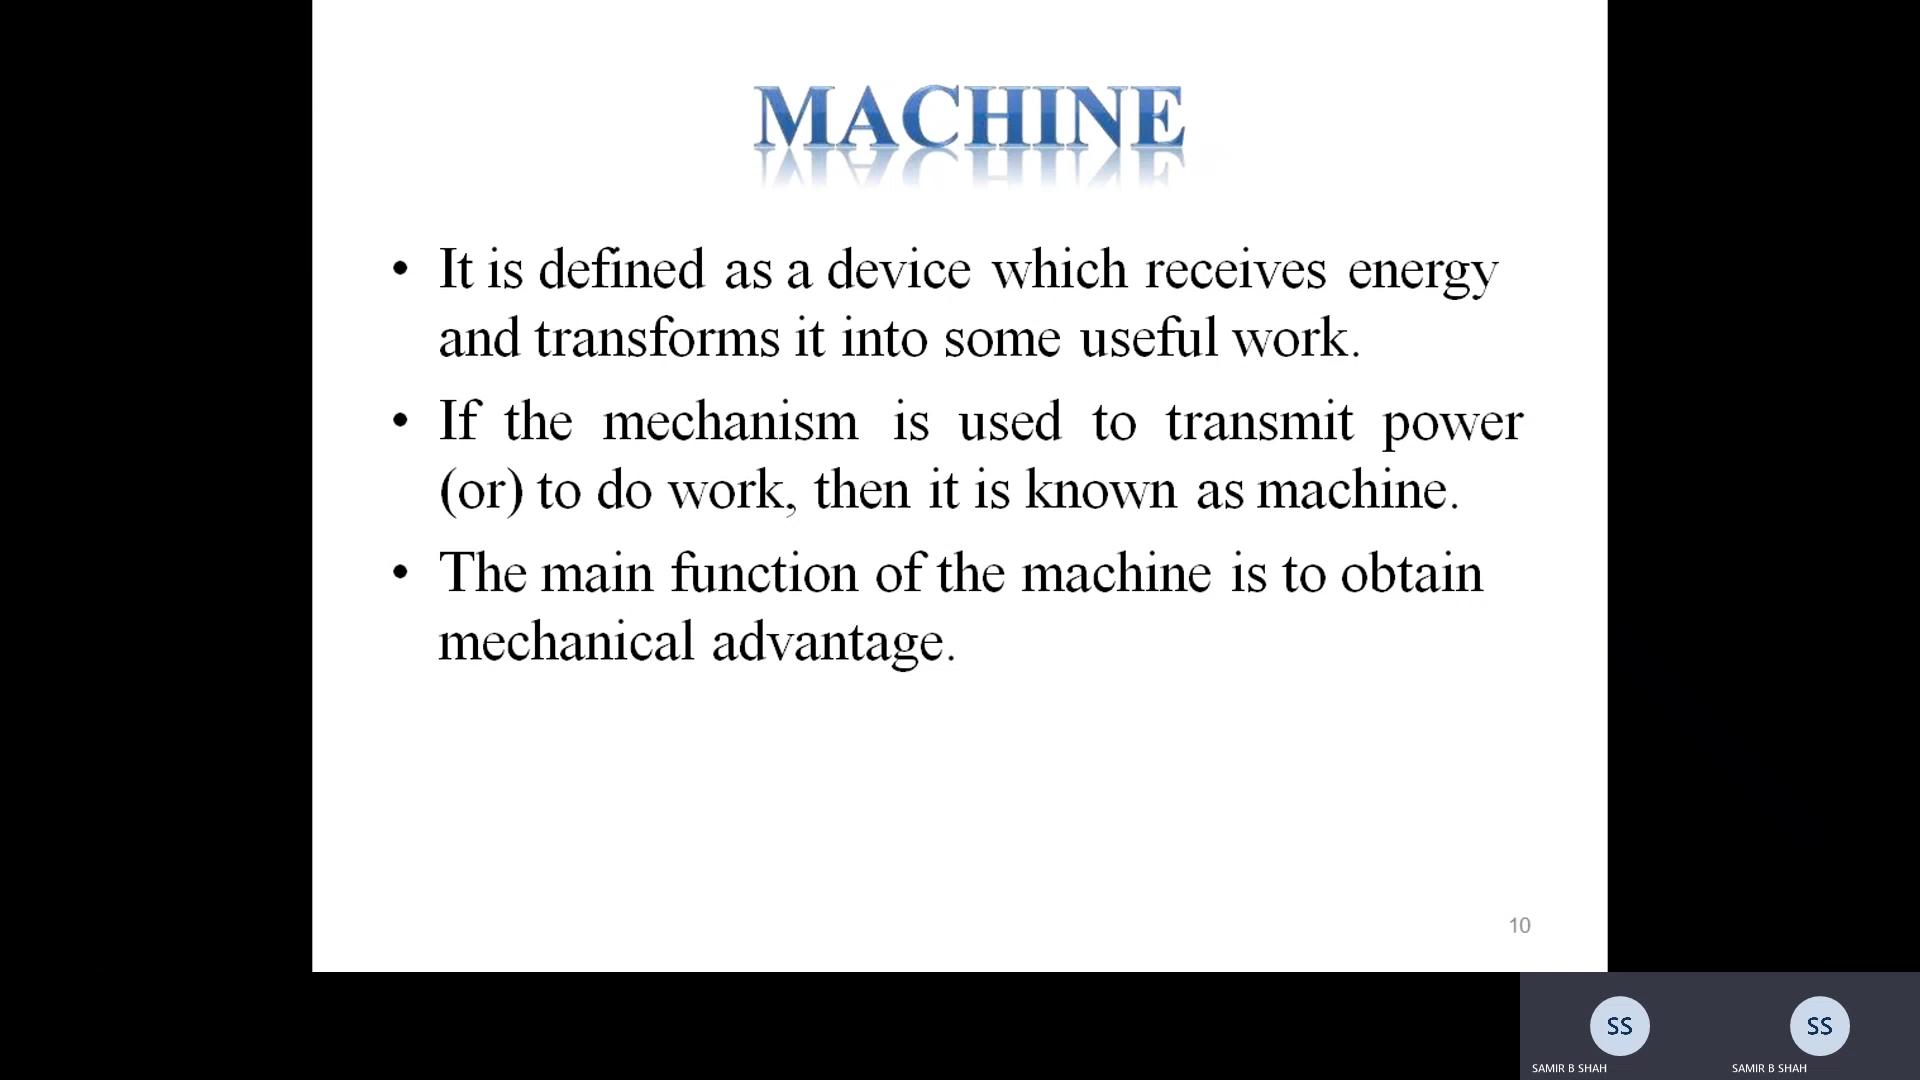 MACHINE
• It is defined as a device which receives energy
and transforms it into some useful work.
• If the mechanism is used to transmit power
(or) to do work, then it is known as machine.
• The main function of the machine is to obtain
mechanical advantage.
10
SS SS
SAMIR B SHAH SAMIR B SHAH